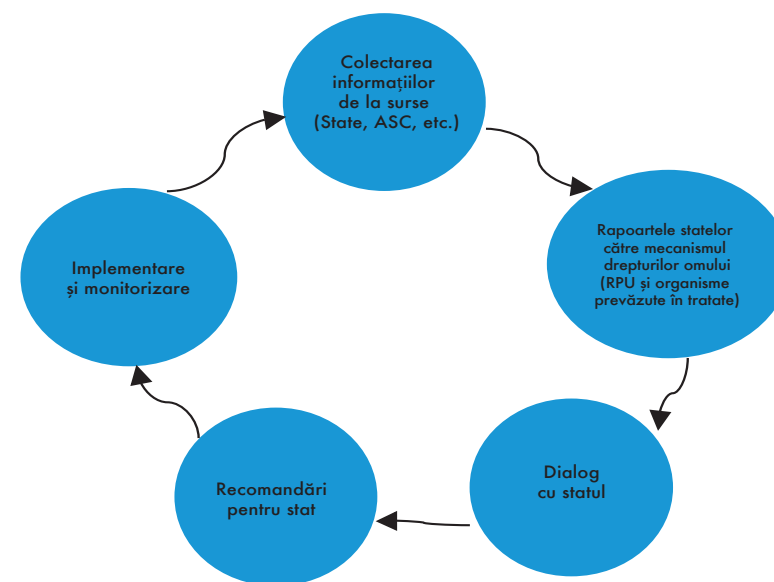 Colectarea
informațiilor
de la surse
(State, ASC, etc.)
Rapoartele statelor
către mecanismul
drepturilor omului
(RPU și organisme
prevăzute în tratate)
Dialog
cu statul
Recomandări
pentru stat
Implementare
și monitorizare